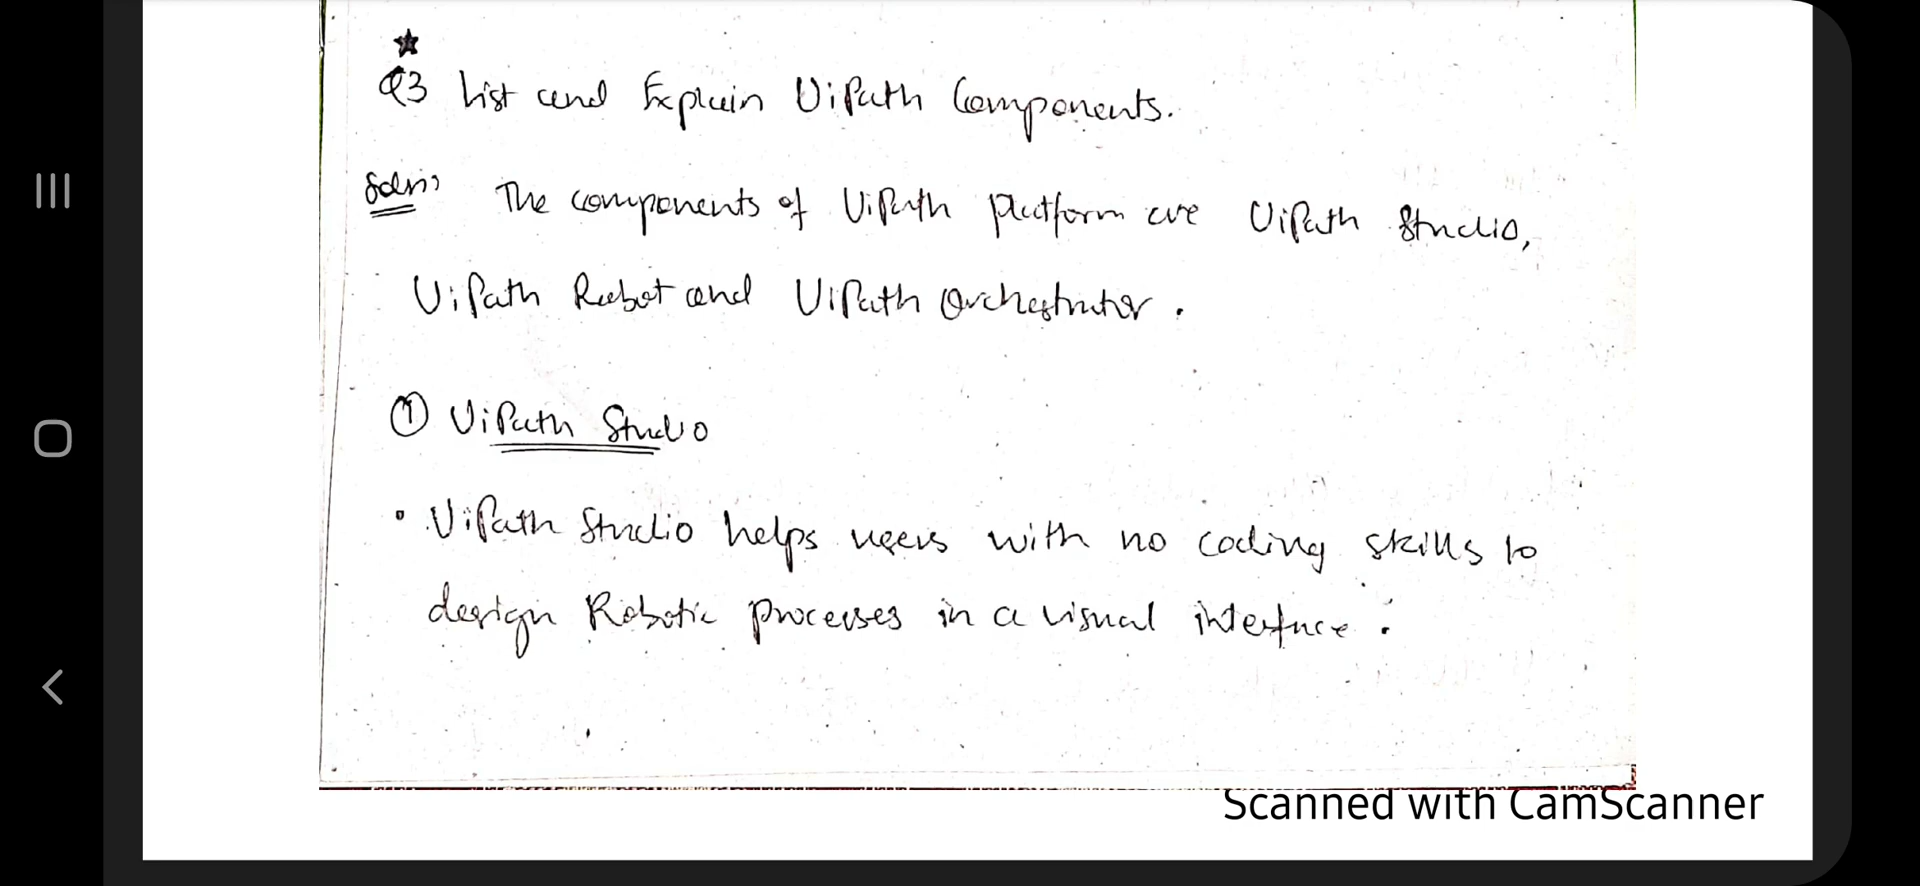 Q3 List and Explain UiPath Components.
Soln:
The components of UiPath platform are UiPath Studio,
UiPath Robot and UiPath Orchestrator.
① UiPath Studio
• UiPath Studio helps users with no coding skills to
design Robotic processes in a visual interface.
Scanned with CamScanner